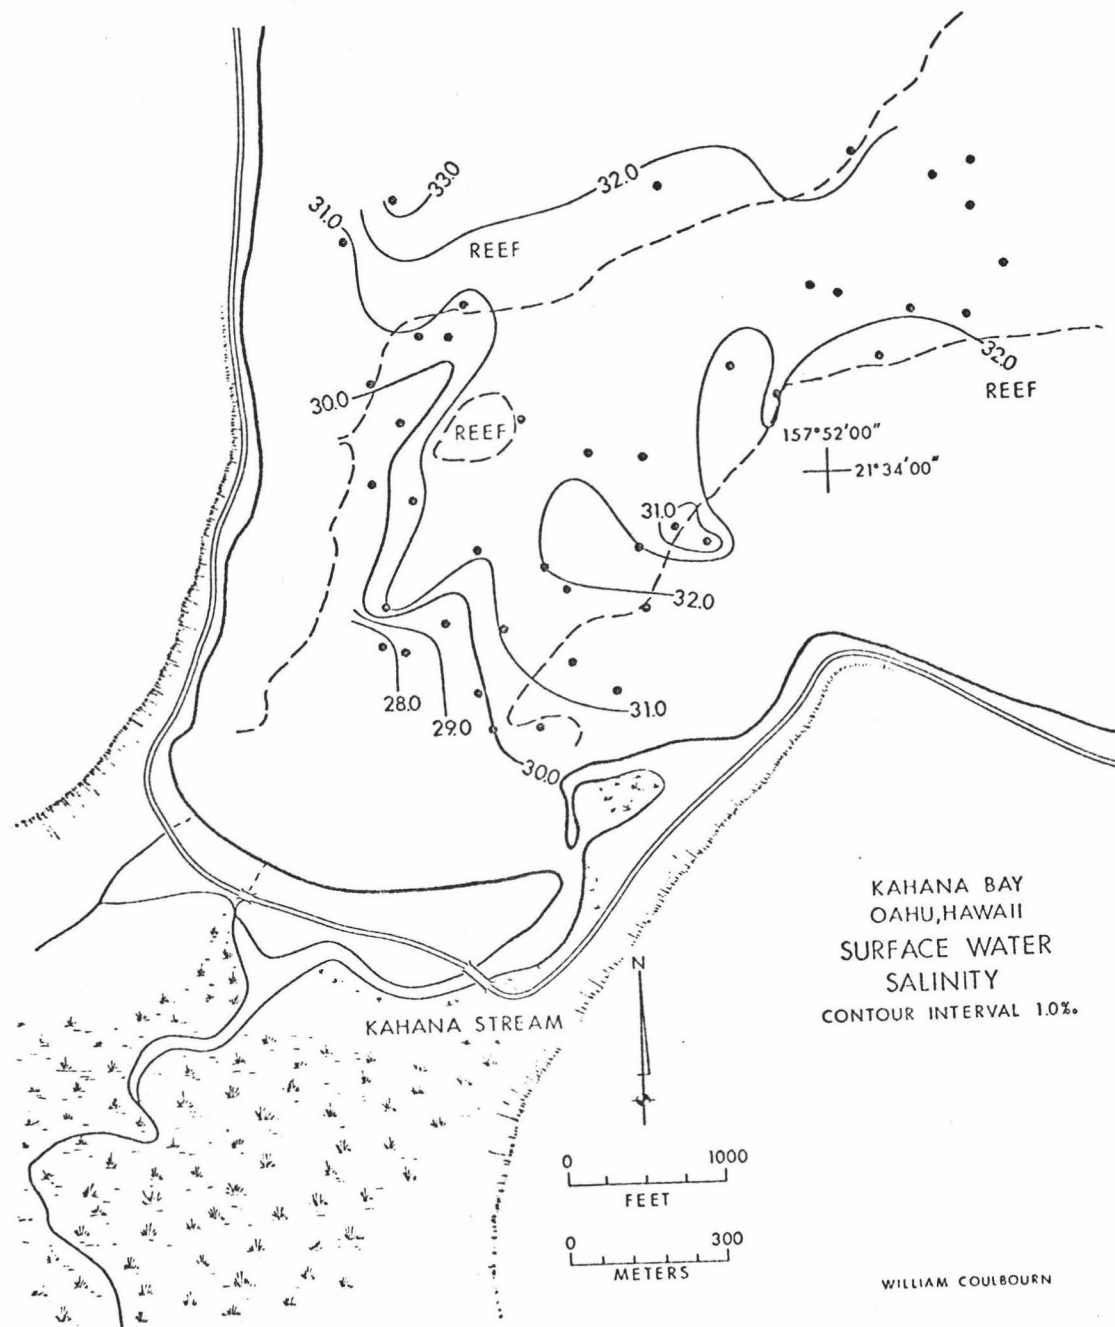 33.0
32.0
31.0
REEF
32.0
REEF
30.0
REEF
157°52'00"
21°34'00"
31.0
32.0
28.0
31.0
29.0
30.0
KAHANA BAY
OAHU, HAWAII
SURFACE WATER
SALINITY
CONTOUR INTERVAL 1.0‰
N
KAHANA STREAM
0 1000
FEET
0 300
METERS
WILLIAM COULBOURN